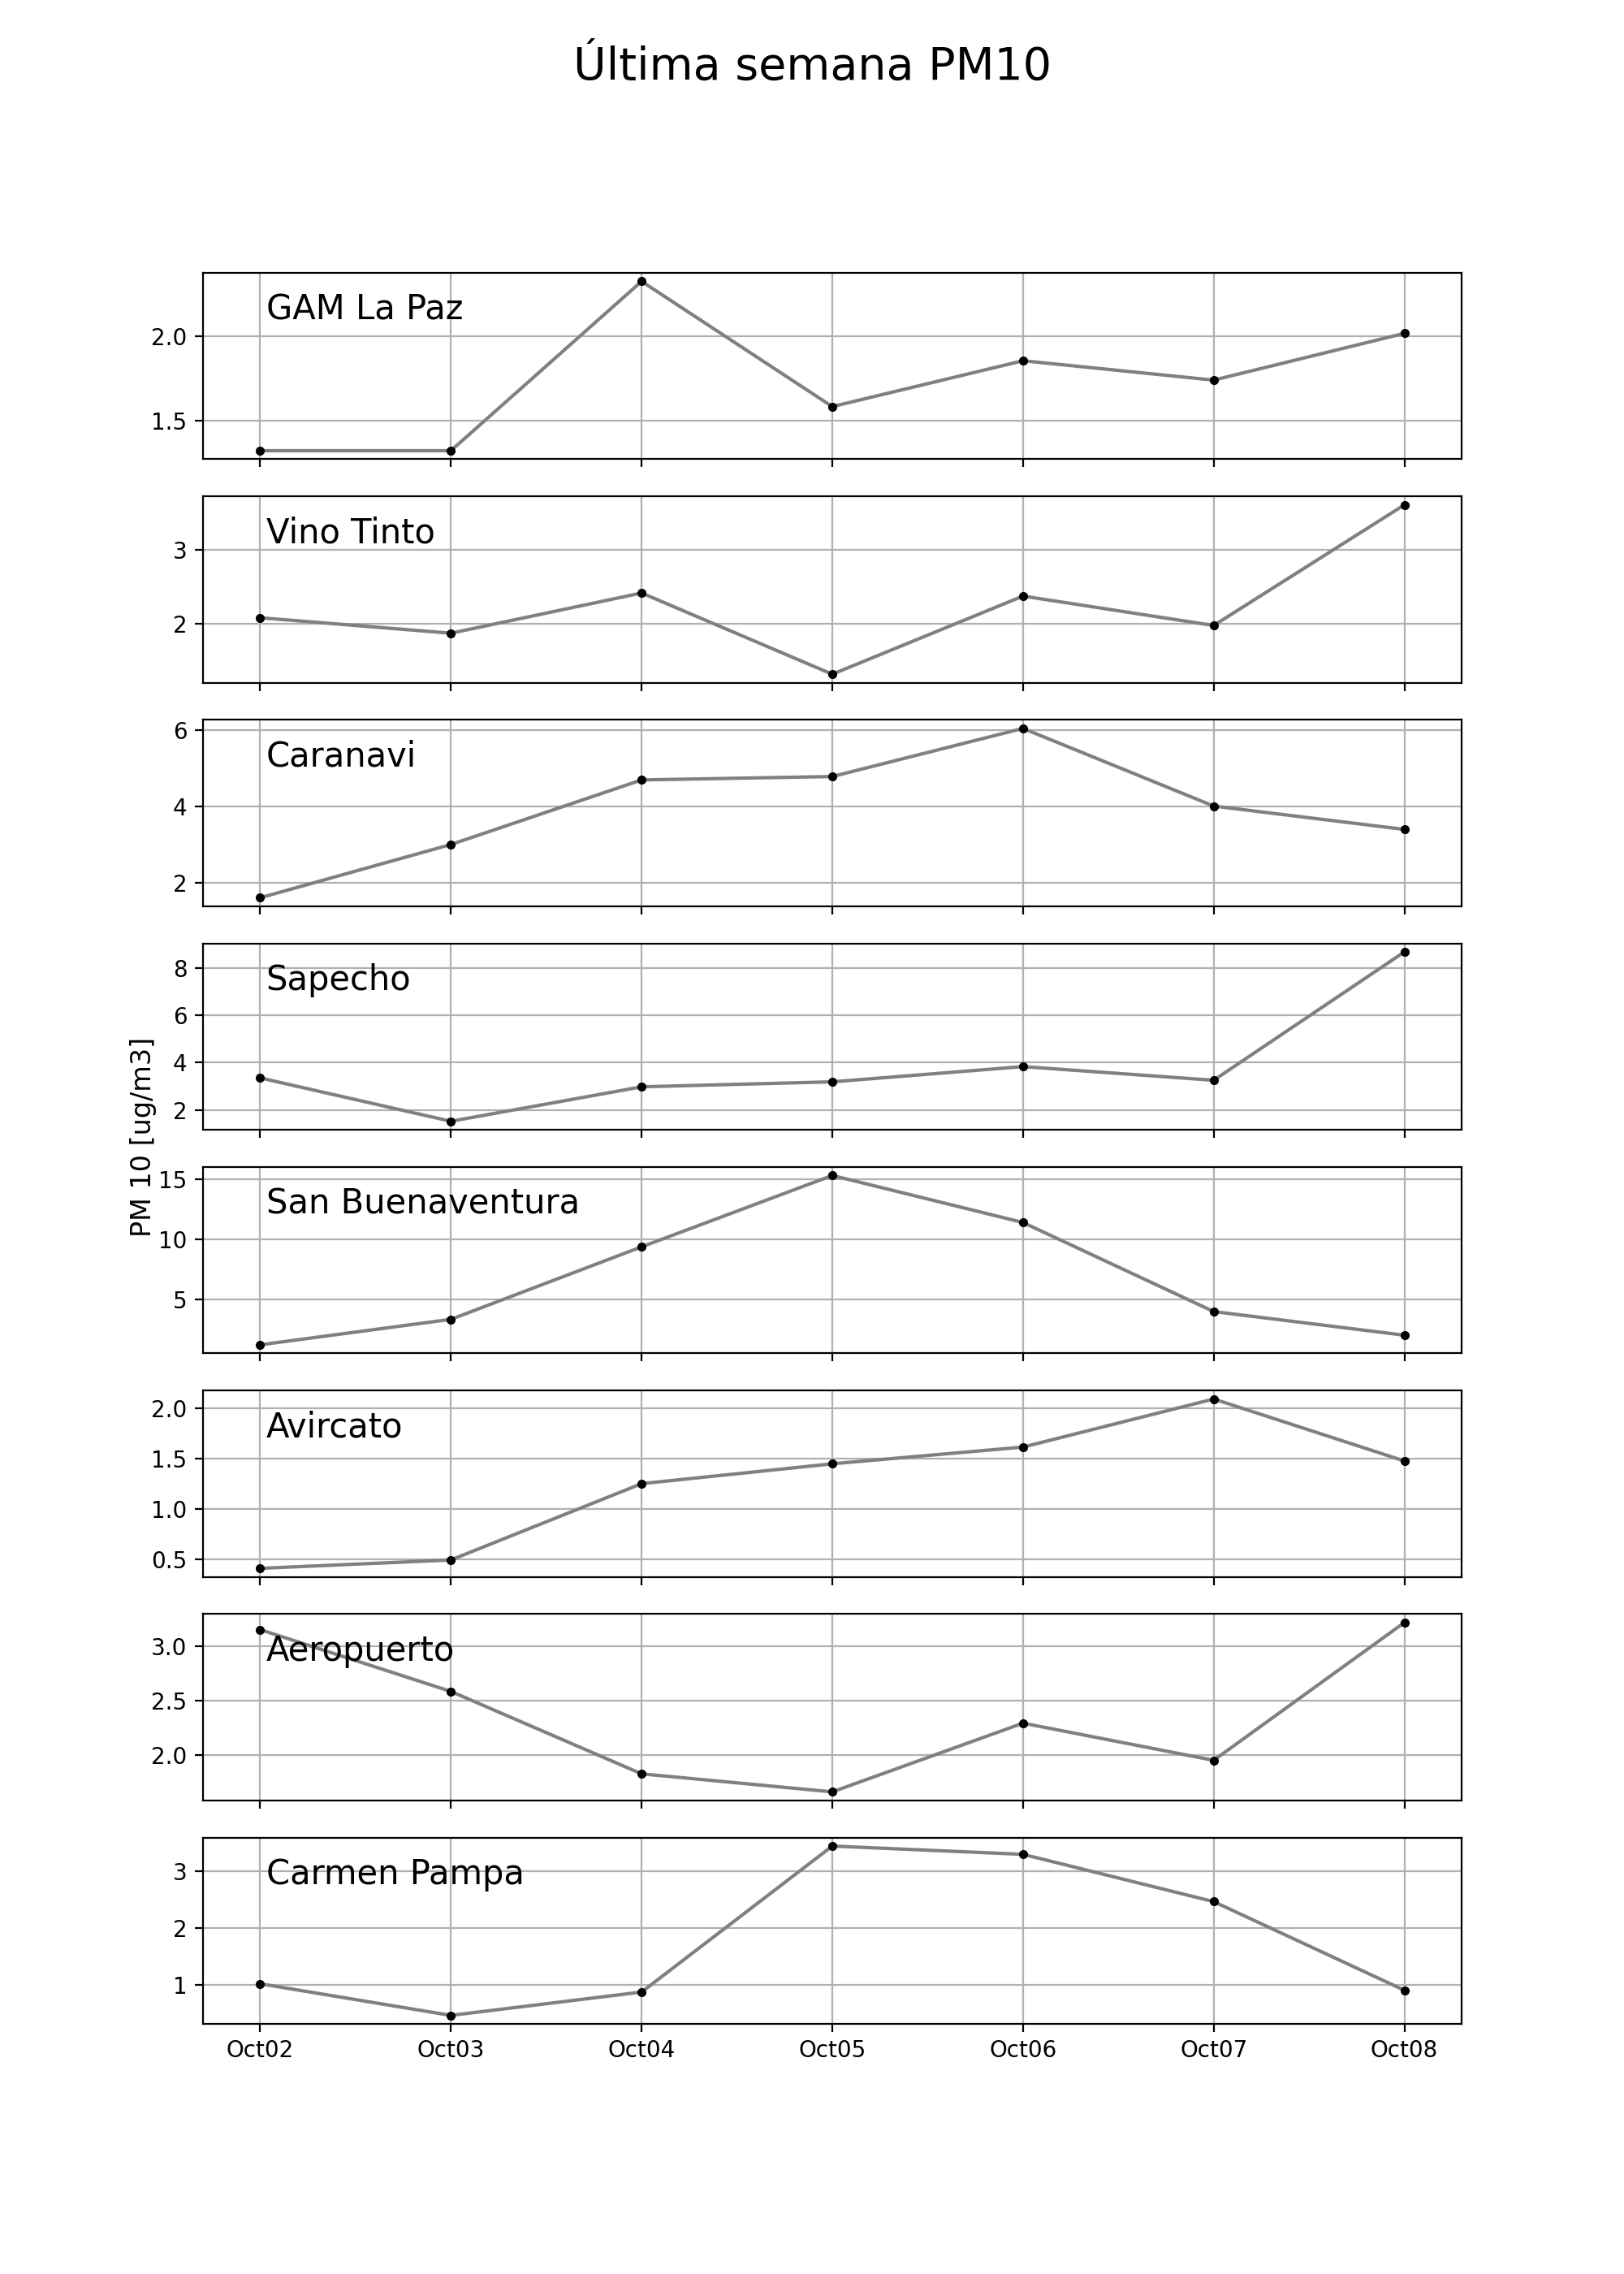 Última semana PM10
GAM La Paz
2.0
1.5
Vino Tinto
3
2
Caranavi
6
4
2
Sapecho
8
6
4
2
PM 10 [ug/m3]
San Buenaventura
15
10
5
Avircato
2.0
1.5
1.0
0.5
Aeropuerto
3.0
2.5
2.0
Carmen Pampa
3
2
1
Oct02 Oct03 Oct04 Oct05 Oct06 Oct07 Oct08